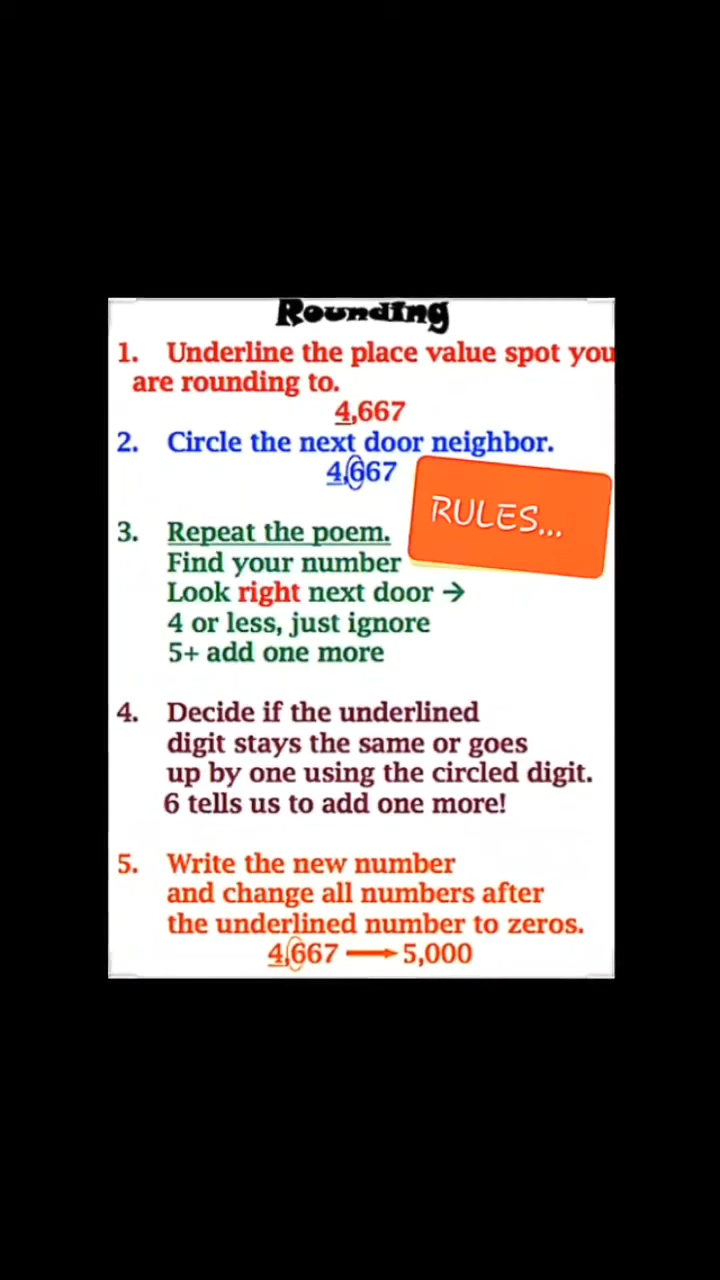 Rounding
1. Underline the place value spot you
are rounding to.
4,667
2. Circle the next door neighbor.
4,667
RULES...
3. Repeat the poem.
Find your number
Look right next door →
4 or less, just ignore
5+ add one more
4. Decide if the underlined
digit stays the same or goes
up by one using the circled digit.
6 tells us to add one more!
5. Write the new number
and change all numbers after
the underlined number to zeros.
4,667 → 5,000